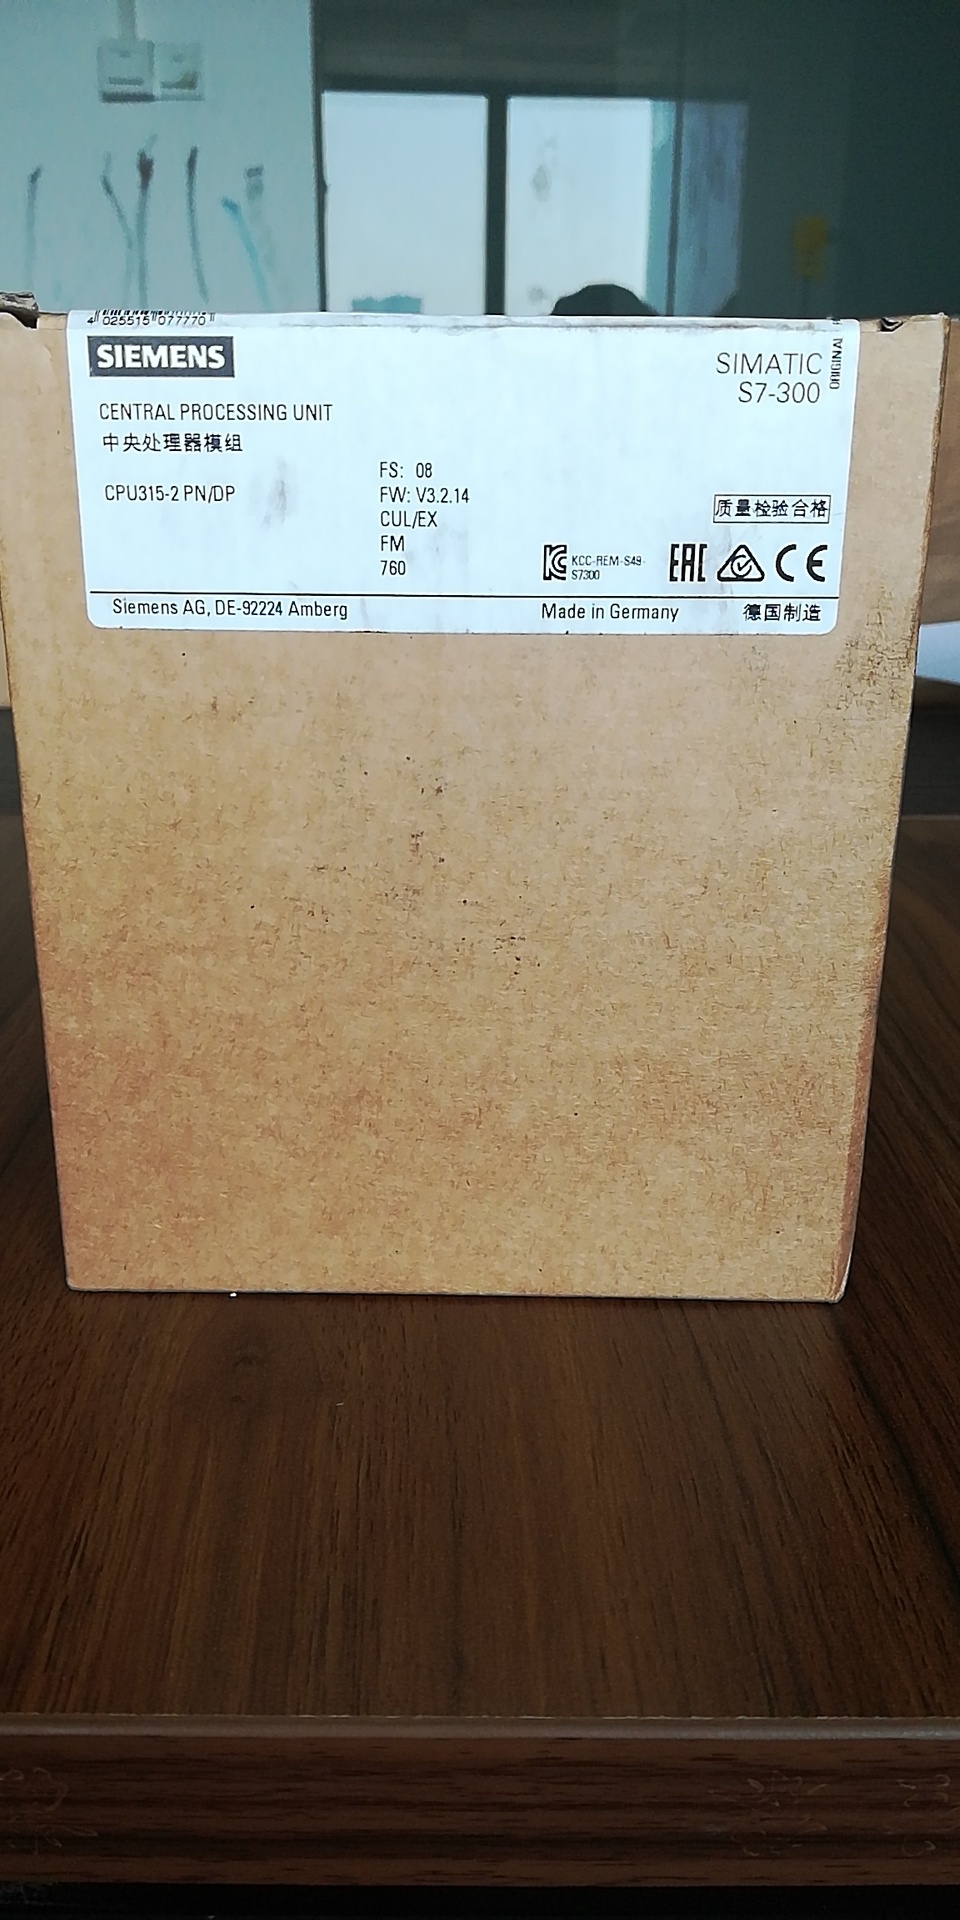 4 025515 077770
SIEMENS
SIMATIC
S7-300
ORIGINAL
CENTRAL PROCESSING UNIT
中央处理器模组
CPU315-2 PN/DP
FS: 08
FW: V3.2.14
CUL/EX
FM
760
质量检验合格
KCC-REM-S49-
S7300
EAC
CE
Siemens AG, DE-92224 Amberg
Made in Germany
德国制造